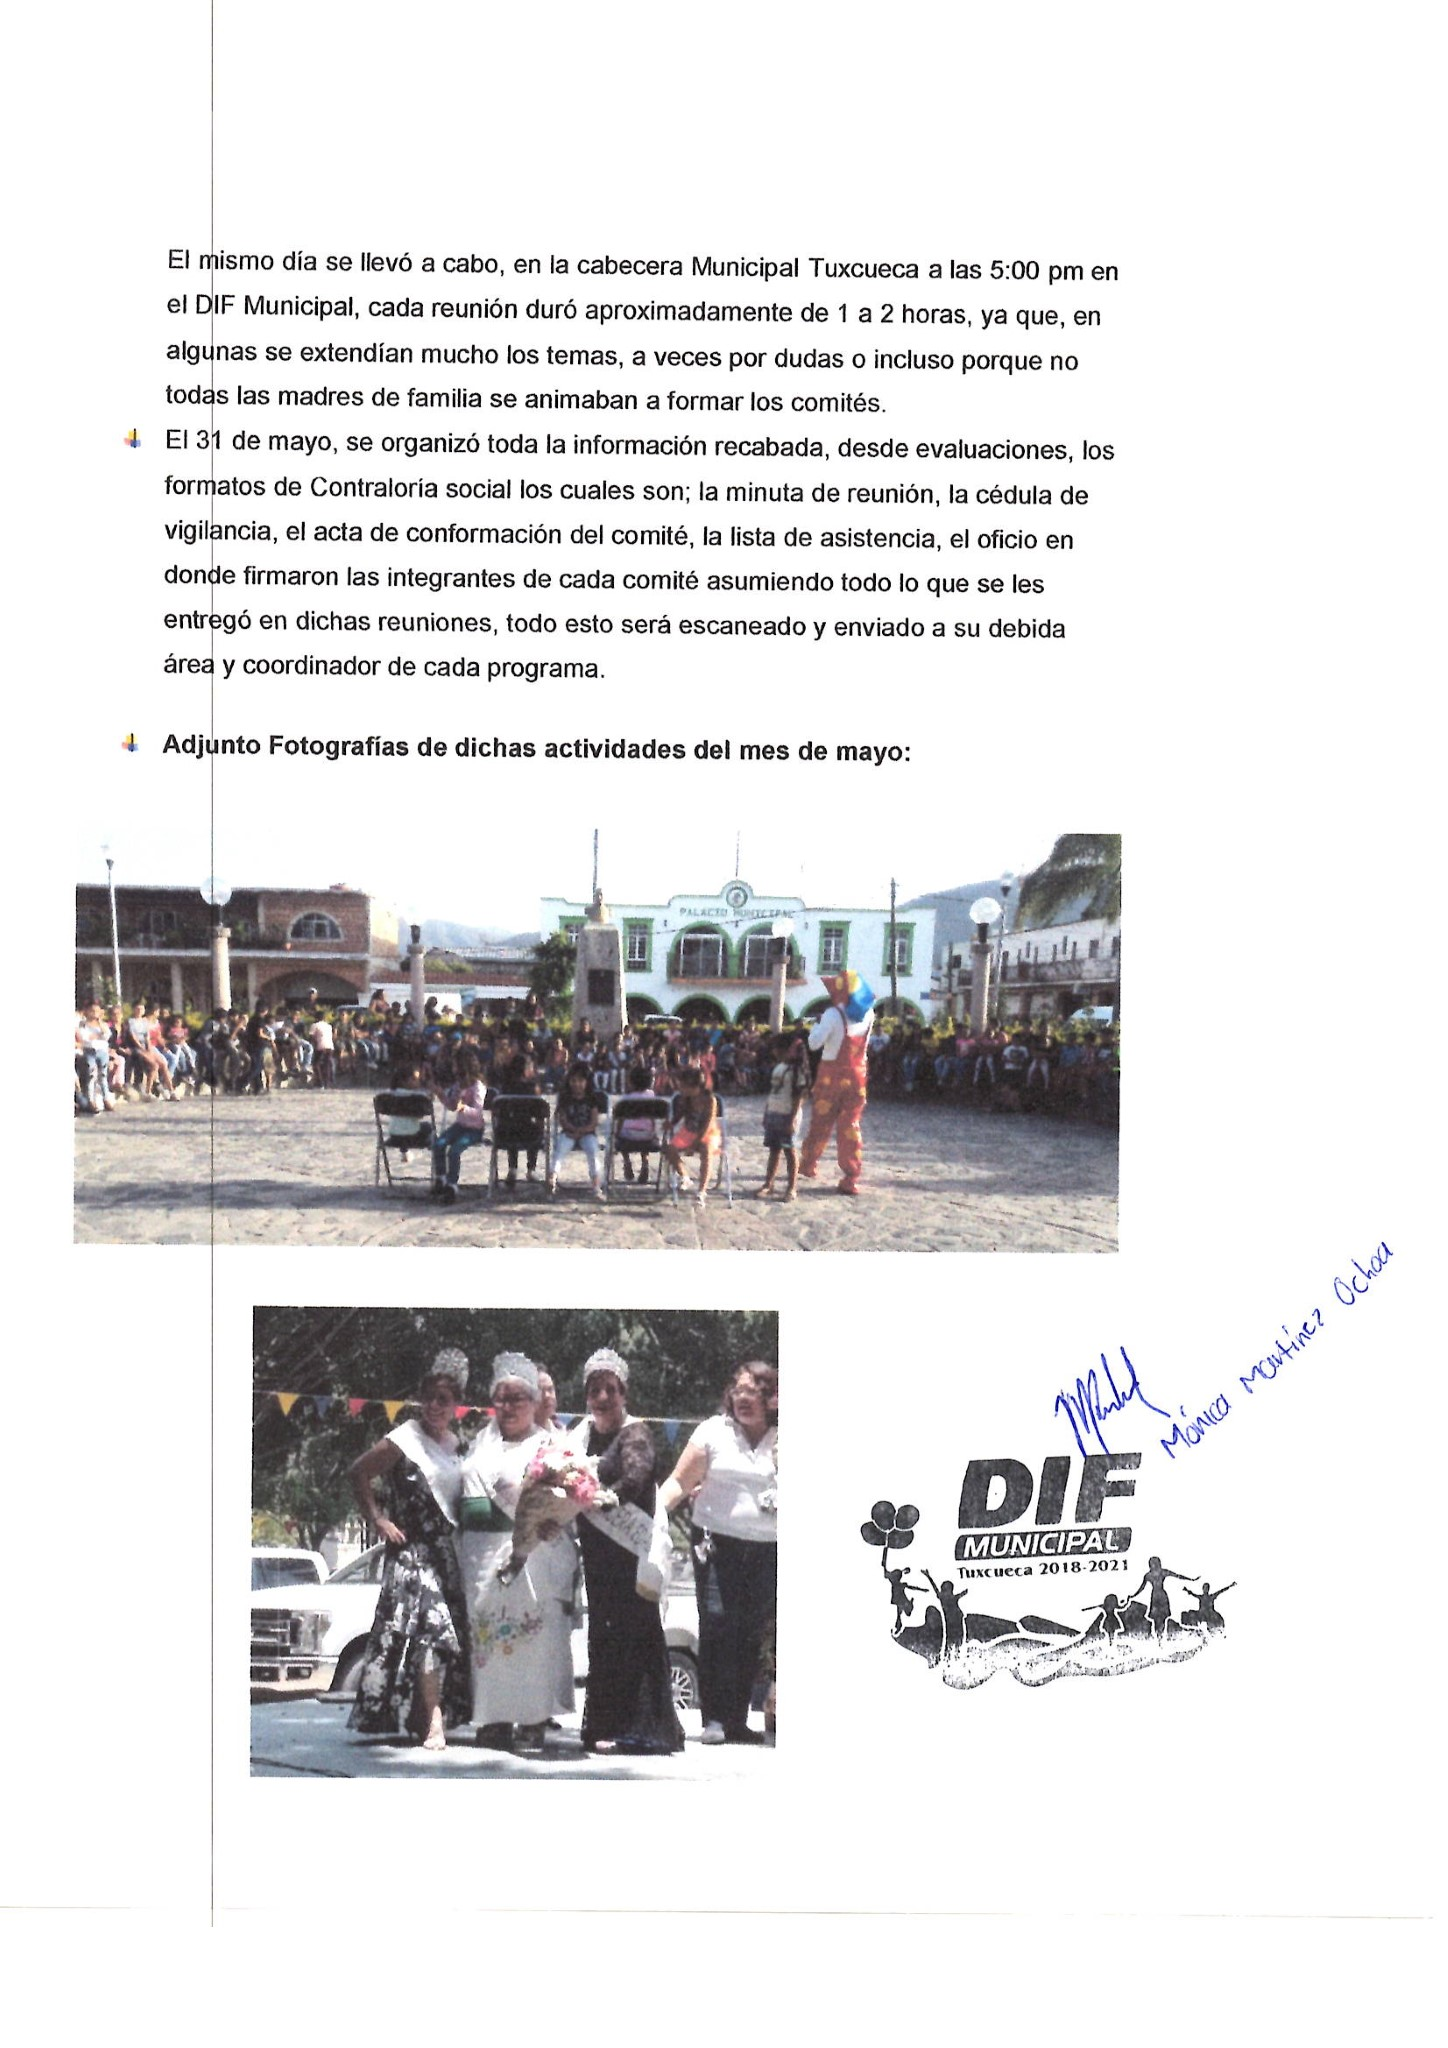 El mismo día se llevó a cabo, en la cabecera Municipal Tuxcueca a las 5:00 pm en
el DIF Municipal, cada reunión duró aproximadamente de 1 a 2 horas, ya que, en
algunas se extendían mucho los temas, a veces por dudas o incluso porque no
todas las madres de familia se animaban a formar los comités.
El 31 de mayo, se organizó toda la información recabada, desde evaluaciones, los
formatos de Contraloría social los cuales son; la minuta de reunión, la cédula de
vigilancia, el acta de conformación del comité, la lista de asistencia, el oficio en
donde firmaron las integrantes de cada comité asumiendo todo lo que se les
entregó en dichas reuniones, todo esto será escaneado y enviado a su debida
área y coordinador de cada programa.
Adjunto Fotografías de dichas actividades del mes de mayo:
PALACIO MUNICIPAL
Mónica Martínez Ochoa
DIF
MUNICIPAL
Tuxcueca 2018-2021